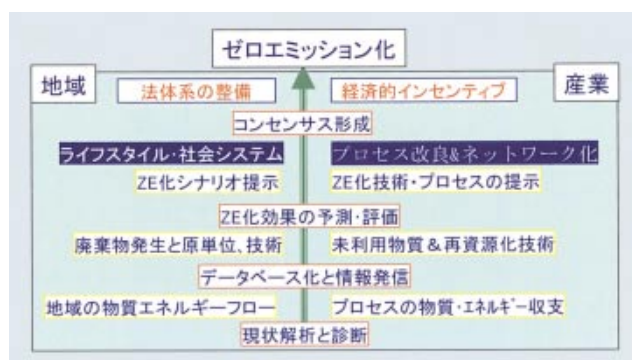 ゼロエミッション化
地域
産業
法体系の整備
経済的インセンティブ
コンセンサス形成
ライフスタイル・社会システム
プロセス改良&ネットワーク化
ZE化シナリオ提示
ZE化技術・プロセスの提示
ZE化効果の予測・評価
廃棄物発生と原単位、技術
未利用物質&再資源化技術
データベース化と情報発信
地域の物質エネルギーフロー
プロセスの物質・エネルギー収支
現状解析と診断